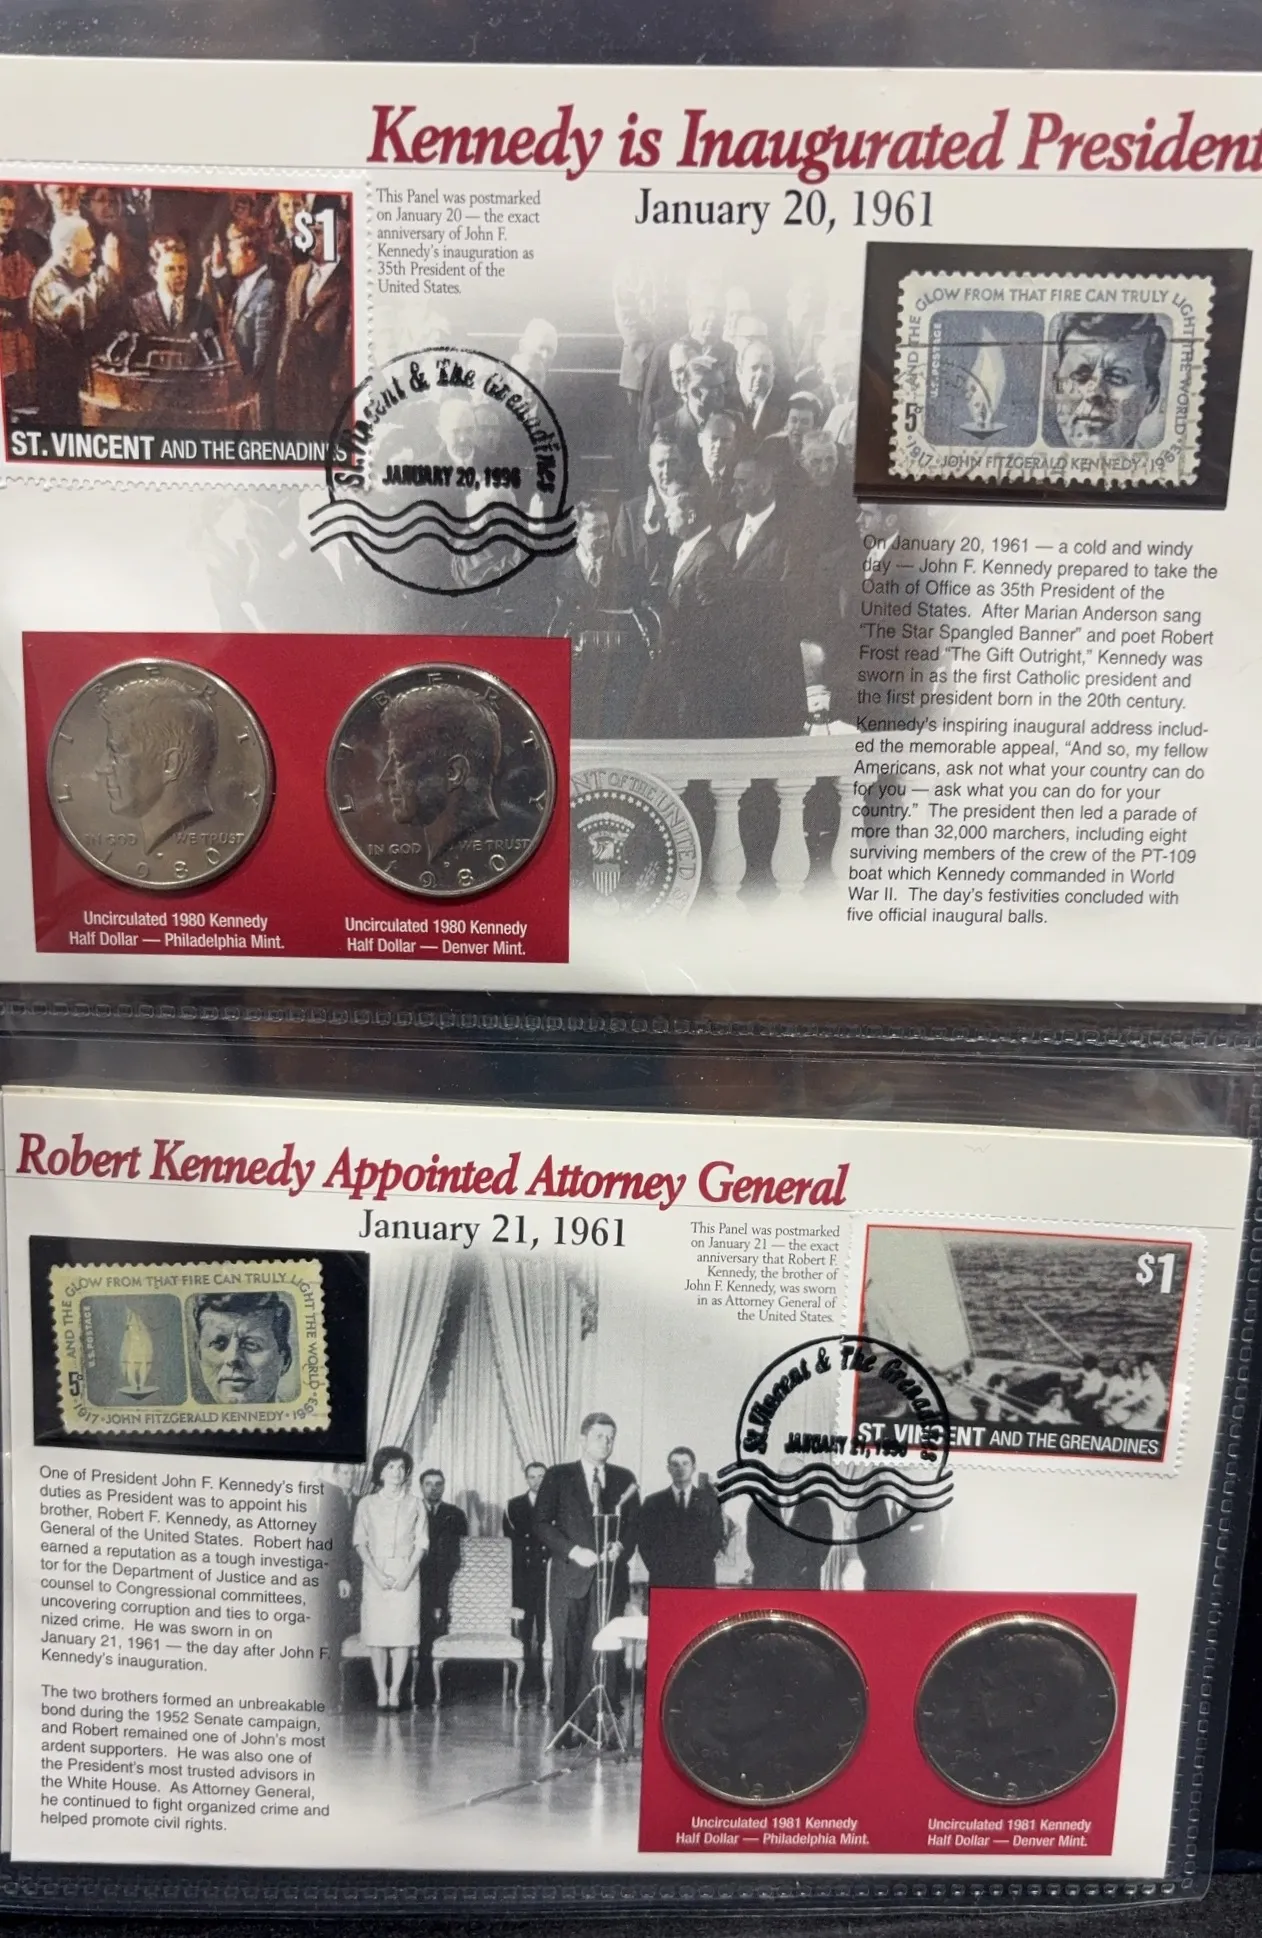 Kennedy is Inaugurated President
January 20, 1961
$1
ST. VINCENT AND THE GRENADINES
This Panel was postmarked
on January 20 — the exact
anniversary of John F.
Kennedy's inauguration as
35th President of the
United States.
St. Vincent & The Grenadines
JANUARY 20, 1996
AND THE GLOW FROM THAT FIRE CAN TRULY LIGHT THE WORLD
U.S. POSTAGE
5¢
1917·JOHN FITZGERALD KENNEDY·1963
On January 20, 1961 — a cold and windy
day — John F. Kennedy prepared to take the
Oath of Office as 35th President of the
United States. After Marian Anderson sang
"The Star Spangled Banner" and poet Robert
Frost read "The Gift Outright," Kennedy was
sworn in as the first Catholic president and
the first president born in the 20th century.
Kennedy's inspiring inaugural address includ-
ed the memorable appeal, "And so, my fellow
Americans, ask not what your country can do
for you — ask what you can do for your
country." The president then led a parade of
more than 32,000 marchers, including eight
surviving members of the crew of the PT-109
boat which Kennedy commanded in World
War II. The day's festivities concluded with
five official inaugural balls.
LIBERTY
IN GOD WE TRUST
1980
LIBERTY
IN GOD WE TRUST
D
1980
Uncirculated 1980 Kennedy
Half Dollar — Philadelphia Mint.
Uncirculated 1980 Kennedy
Half Dollar — Denver Mint.
NT OF THE UNITED S
Robert Kennedy Appointed Attorney General
January 21, 1961
AND THE GLOW FROM THAT FIRE CAN TRULY LIGHT THE WORLD
U.S. POSTAGE
5¢
1917·JOHN FITZGERALD KENNEDY·1963
This Panel was postmarked
on January 21 — the exact
anniversary that Robert F.
Kennedy, the brother of
John F. Kennedy, was sworn
in as Attorney General of
the United States.
$1
ST. VINCENT AND THE GRENADINES
St. Vincent & The Grenadines
JANUARY 21, 1996
One of President John F. Kennedy's first
duties as President was to appoint his
brother, Robert F. Kennedy, as Attorney
General of the United States. Robert had
earned a reputation as a tough investiga-
tor for the Department of Justice and as
counsel to Congressional committees,
uncovering corruption and ties to orga-
nized crime. He was sworn in on
January 21, 1961 — the day after John F.
Kennedy's inauguration.
The two brothers formed an unbreakable
bond during the 1952 Senate campaign,
and Robert remained one of John's most
ardent supporters. He was also one of
the President's most trusted advisors in
the White House. As Attorney General,
he continued to fight organized crime and
helped promote civil rights.
Uncirculated 1981 Kennedy
Half Dollar — Philadelphia Mint.
Uncirculated 1981 Kennedy
Half Dollar — Denver Mint.